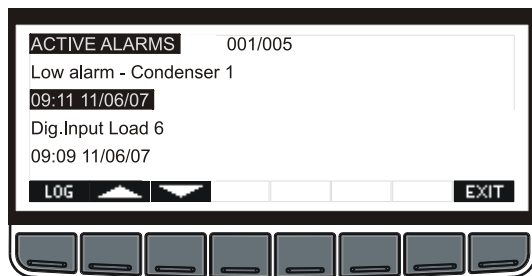 ACTIVE ALARMS 001/005
Low alarm - Condenser 1
09:11 11/06/07
Dig.Input Load 6
09:09 11/06/07
LOG EXIT